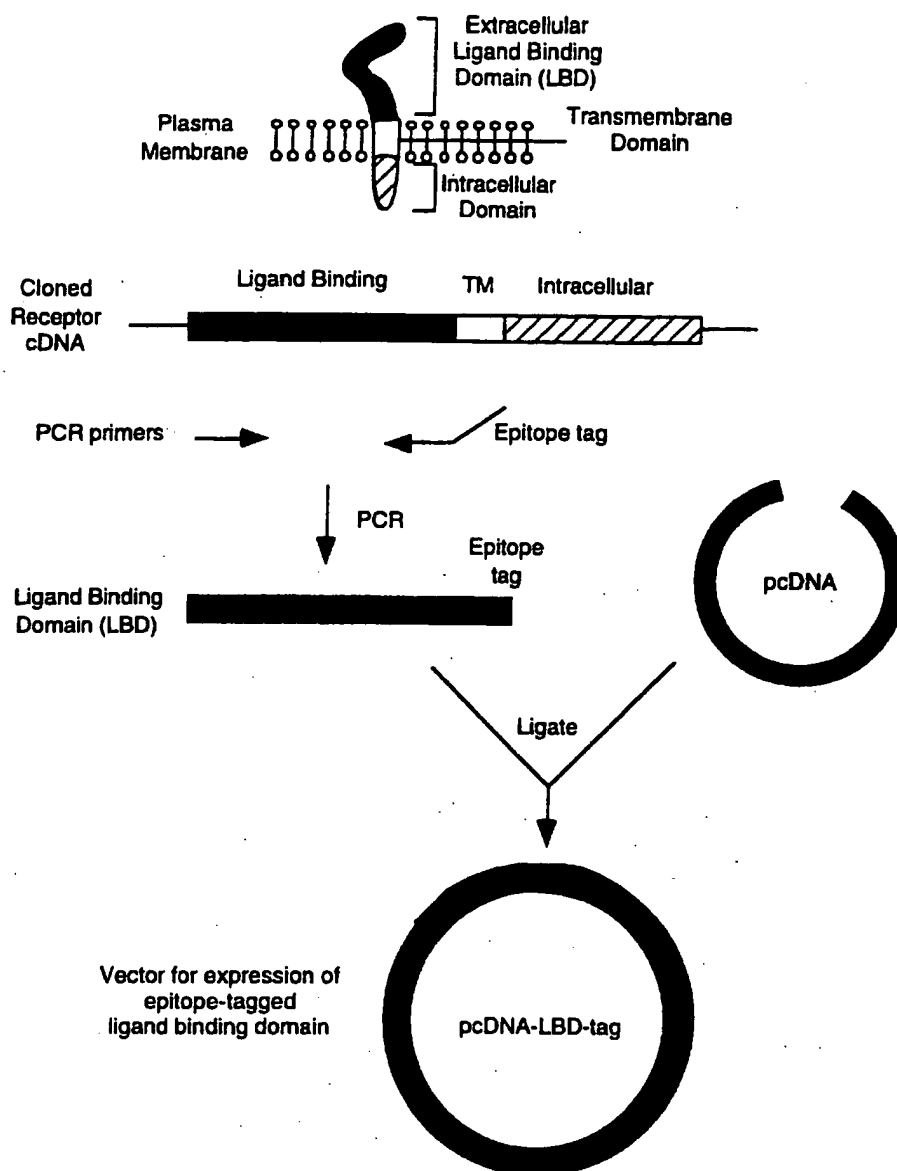 Extracellular
Ligand Binding
Domain (LBD)
Plasma
Membrane
Transmembrane
Domain
Intracellular
Domain
Cloned
Receptor
cDNA
Ligand Binding
TM
Intracellular
PCR primers
Epitope tag
PCR
Epitope
tag
Ligand Binding
Domain (LBD)
pcDNA
Ligate
Vector for expression of
epitope-tagged
ligand binding domain
pcDNA-LBD-tag